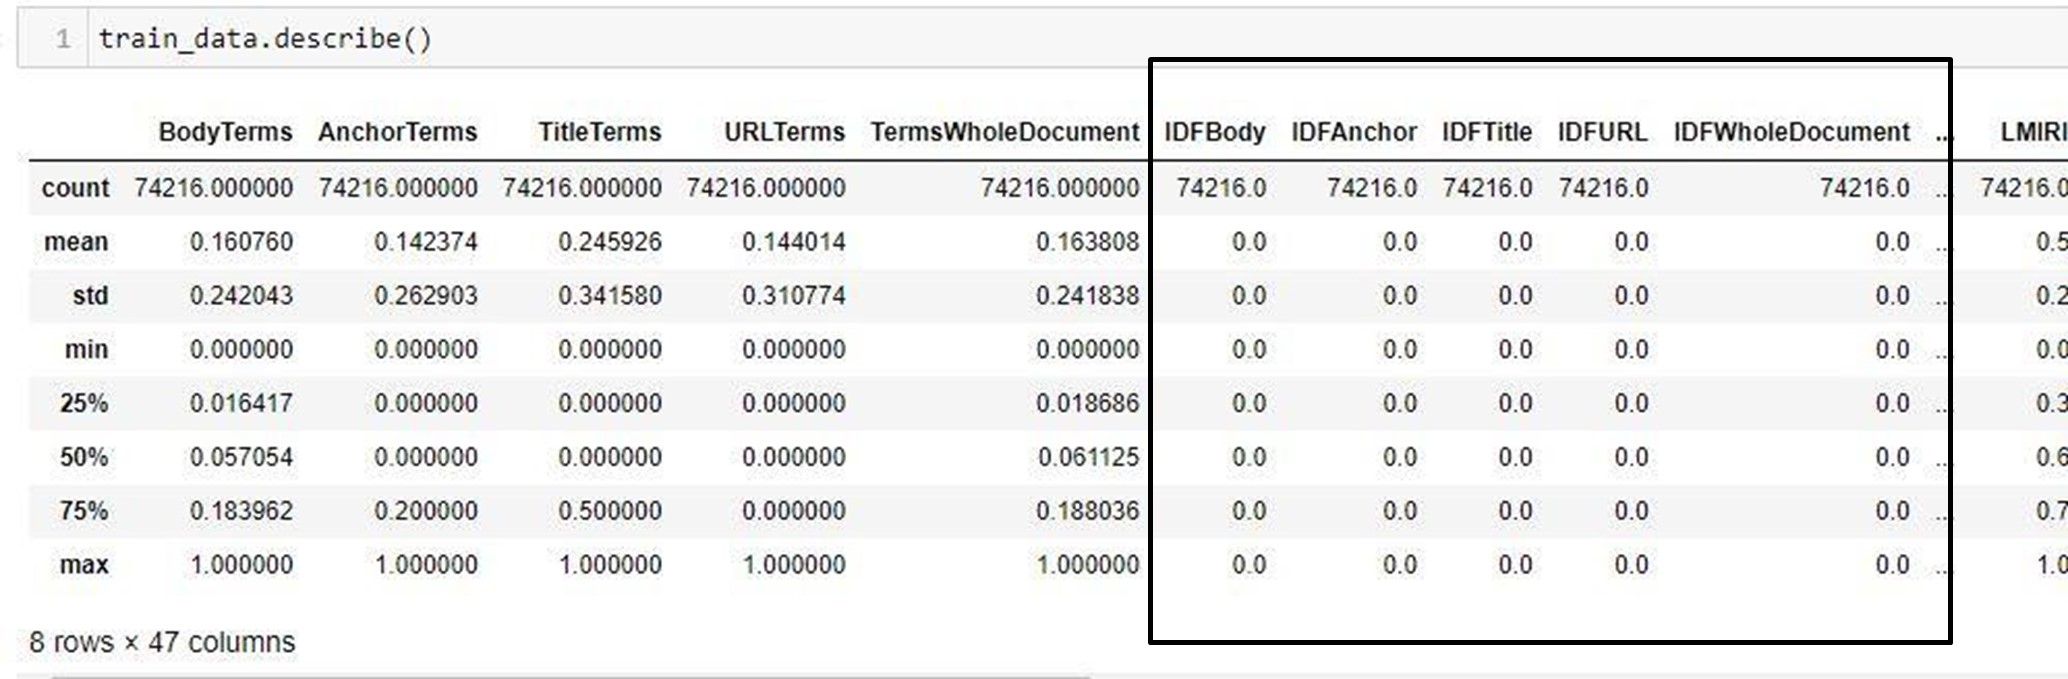 1 train_data.describe()
BodyTerms AnchorTerms TitleTerms URLTerms TermsWholeDocument IDFBody IDFAnchor IDFTitle IDFURL IDFWholeDocument ... LMIRI
count 74216.000000 74216.000000 74216.000000 74216.000000 74216.000000 74216.0 74216.0 74216.0 74216.0 74216.0 ... 74216.0
mean 0.160760 0.142374 0.245926 0.144014 0.163808 0.0 0.0 0.0 0.0 0.0 ... 0.5
std 0.242043 0.262903 0.341580 0.310774 0.241838 0.0 0.0 0.0 0.0 0.0 ... 0.2
min 0.000000 0.000000 0.000000 0.000000 0.000000 0.0 0.0 0.0 0.0 0.0 ... 0.0
25% 0.016417 0.000000 0.000000 0.000000 0.018686 0.0 0.0 0.0 0.0 0.0 ... 0.3
50% 0.057054 0.000000 0.000000 0.000000 0.061125 0.0 0.0 0.0 0.0 0.0 ... 0.6
75% 0.183962 0.200000 0.500000 0.000000 0.188036 0.0 0.0 0.0 0.0 0.0 ... 0.7
max 1.000000 1.000000 1.000000 1.000000 1.000000 0.0 0.0 0.0 0.0 0.0 ... 1.0
8 rows × 47 columns